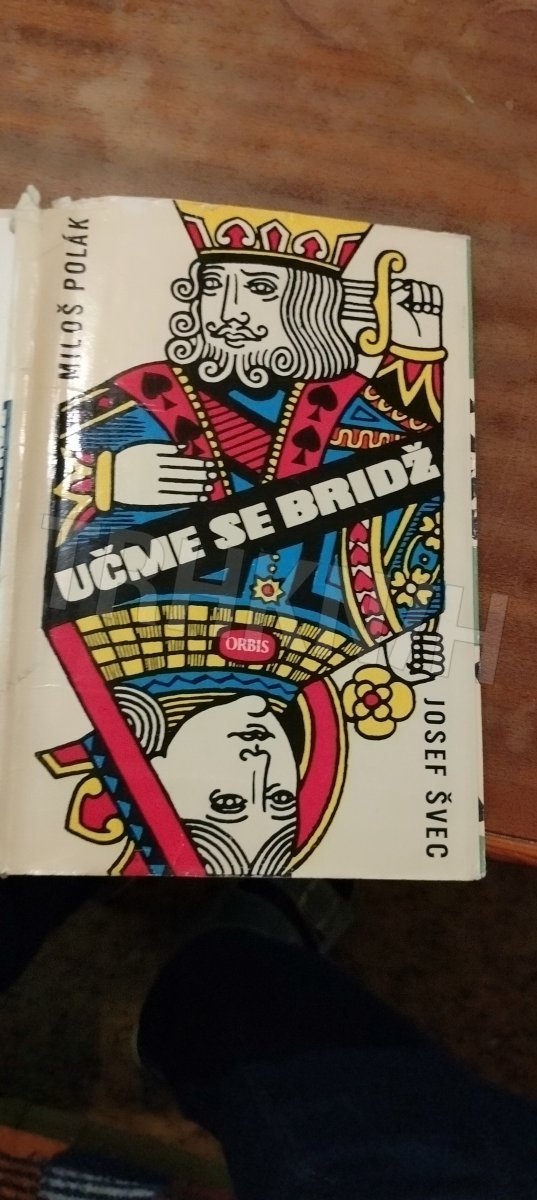 MILOŠ POLÁK
UČME SE BRIDŽ
ORBIS
JOSEF ŠVEC